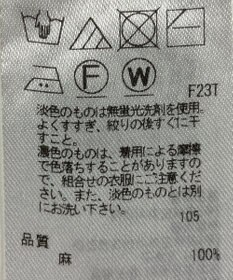 F W
F23T
淡色のものは無蛍光洗剤を使用
よくすすぎ、絞りの後すぐに干
すこと。
濃色のものは、着用による摩擦
で色落ちすることがありますの
で、組合せの衣服にご注意くだ
さい。また、淡色のものとは別
にお洗い下さい。
105
品質
麻 100%